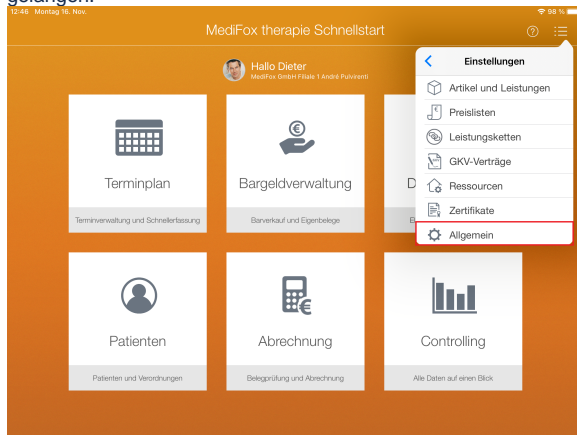 gelangen.
12:46 Montag 16. Nov.
98 %
MediFox therapie Schnellstart
Hallo Dieter
MediFox GmbH Filiale 1 André Pulvirenti
Einstellungen
Artikel und Leistungen
Preislisten
Leistungsketten
GKV-Verträge
Ressourcen
Zertifikate
Allgemein
Terminplan
Terminverwaltung und Schnellerfassung
Bargeldverwaltung
Barverkauf und Eigenbelege
D
Patienten
Patienten und Verordnungen
Abrechnung
Belegprüfung und Abrechnung
Controlling
Alle Daten auf einen Blick